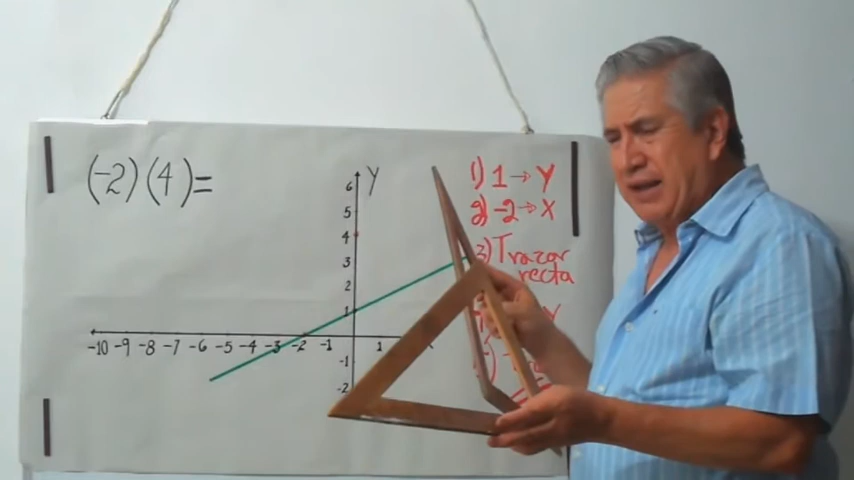 (-2)(4)=
Y
6
5
4
3
2
1
-10 -9 -8 -7 -6 -5 -4 -3 -2 -1 1
-1
-2
1) 1→Y
2) -2→X
3) Trazar
recta
Y